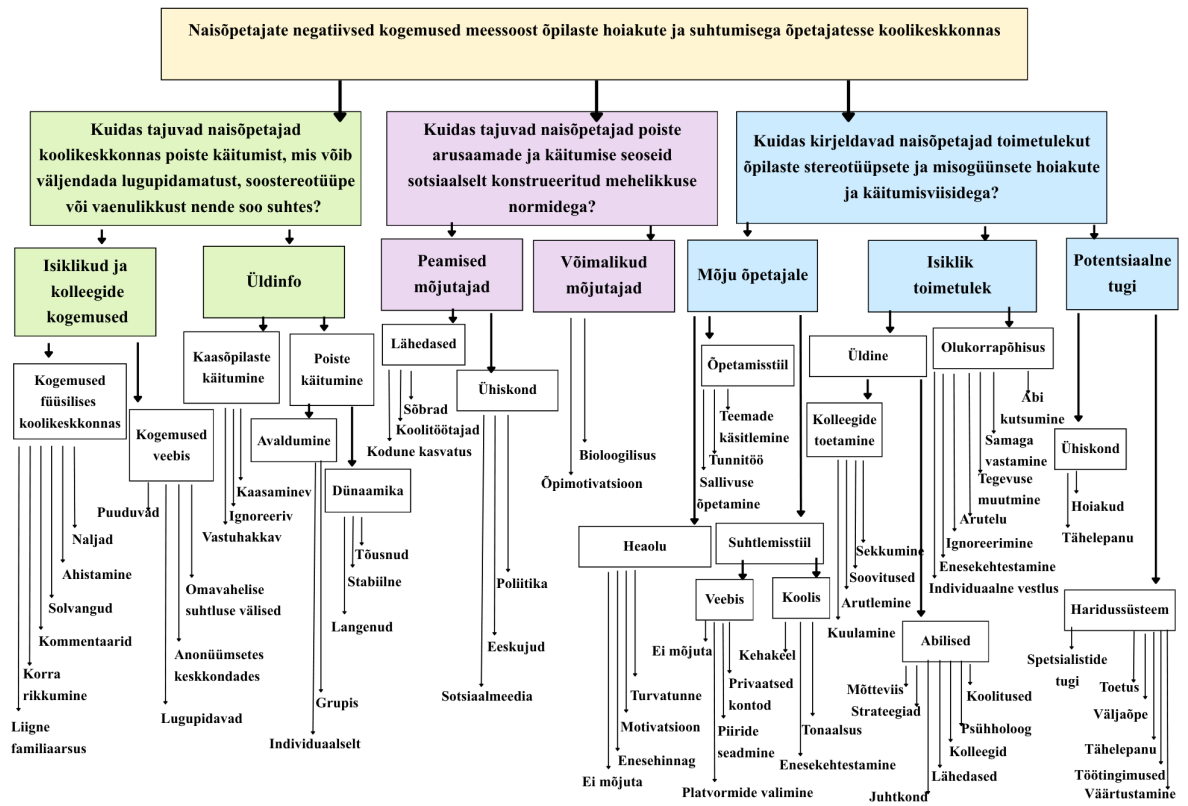 Naisõpetajate negatiivsed kogemused meessoost õpilaste hoiakute ja suhtumisega õpetajatesse koolikeskkonnas
Kuidas tajuvad naisõpetajad
koolikeskkonnas poiste käitumist, mis võib
väljendada lugupidamatust, soostereotüüpe
või vaenulikkust nende soo suhtes?
Kuidas tajuvad naisõpetajad poiste
arusaamade ja käitumise seoseid
sotsiaalselt konstrueeritud mehelikkuse
normidega?
Kuidas kirjeldavad naisõpetajad toimetulekut
õpilaste stereotüüpsete ja misogüünsete hoiakute
ja käitumisviisidega?
Isiklikud ja
kolleegide
kogemused
Üldinfo
Peamised
mõjutajad
Võimalikud
mõjutajad
Mõju õpetajale
Isiklik
toimetulek
Potentsiaalne
tugi
Kogemused
füüsilises
koolikeskkonnas
Naljad
Ahistamine
Solvangud
Kommentaarid
Korra
rikkumine
Liigne
familiaarsus
Kogemused
veebis
Puuduvad
Omavahelise
suhtluse välised
Anonüümsetes
keskkondades
Lugupidavad
Kaasõpilaste
käitumine
Kaasaminev
Ignoreeriv
Vastuhakkav
Poiste
käitumine
Avaldumine
Grupis
Individuaalselt
Dünaamika
Tõusnud
Stabiilne
Langenud
Lähedased
Sõbrad
Koolitöötajad
Kodune kasvatus
Ühiskond
Poliitika
Eeskujud
Sotsiaalmeedia
Bioloogilisus
Õpimotivatsioon
Õpetamisstiil
Teemade
käsitlemine
Tunnitöö
Sallivuse
õpetamine
Heaolu
Turvatunne
Motivatsioon
Enesehinnag
Ei mõjuta
Suhtlemisstiil
Veebis
Ei mõjuta
Privaatsed
kontod
Piiride
seadmine
Platvormide valimine
Koolis
Kehakeel
Tonaalsus
Enesekehtestamine
Üldine
Kolleegide
toetamine
Sekkumine
Soovitused
Arutlemine
Kuulamine
Abilised
Mõtteviis
Strateegiad
Koolitused
Psühholoog
Kolleegid
Lähedased
Juhtkond
Olukorrapõhisus
Abi
kutsumine
Samaga
vastamine
Tegevuse
muutmine
Arutelu
Ignoreerimine
Enesekehtestamine
Individuaalne vestlus
Ühiskond
Hoiakud
Tähelepanu
Haridussüsteem
Spetsialistide
tugi
Toetus
Väljaõpe
Tähelepanu
Töötingimused
Väärtustamine